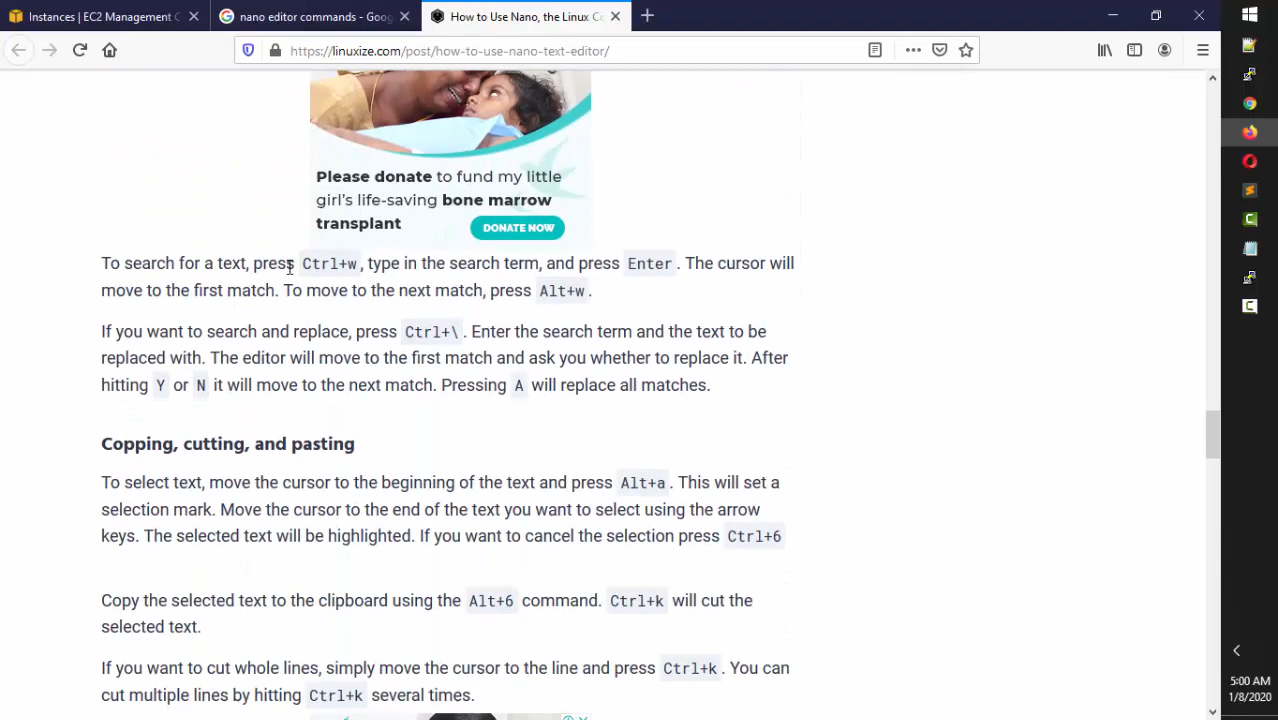 Instances | EC2 Management C
nano editor commands - Goog
How to Use Nano, the Linux Co
https://linuxize.com/post/how-to-use-nano-text-editor/
Please donate to fund my little
girl's life-saving bone marrow
transplant
DONATE NOW
To search for a text, press Ctrl+w, type in the search term, and press Enter. The cursor will
move to the first match. To move to the next match, press Alt+w.
If you want to search and replace, press Ctrl+\. Enter the search term and the text to be
replaced with. The editor will move to the first match and ask you whether to replace it. After
hitting Y or N it will move to the next match. Pressing A will replace all matches.
Copping, cutting, and pasting
To select text, move the cursor to the beginning of the text and press Alt+a. This will set a
selection mark. Move the cursor to the end of the text you want to select using the arrow
keys. The selected text will be highlighted. If you want to cancel the selection press Ctrl+6
Copy the selected text to the clipboard using the Alt+6 command. Ctrl+k will cut the
selected text.
If you want to cut whole lines, simply move the cursor to the line and press Ctrl+k. You can
cut multiple lines by hitting Ctrl+k several times.
5:00 AM
1/8/2020